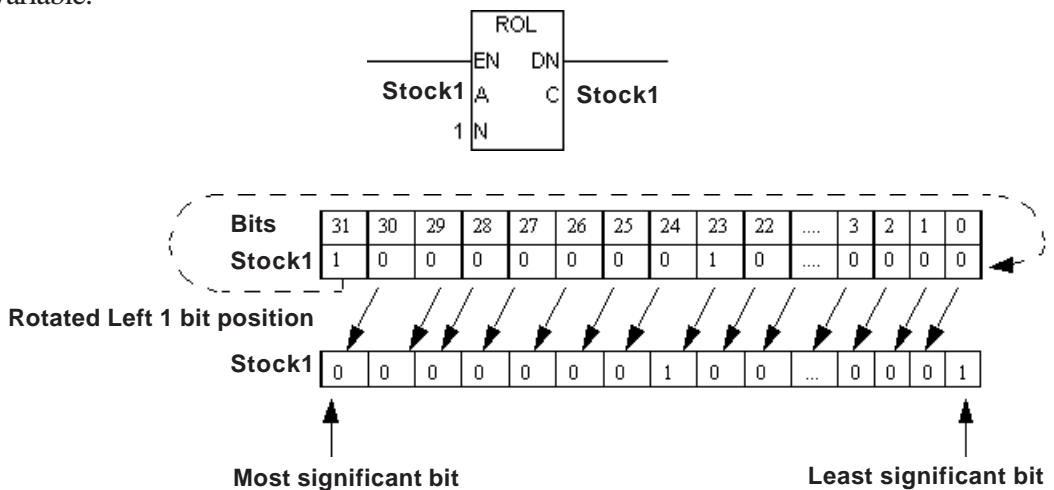 variable.
ROL
EN DN
Stock1 A C Stock1
1 N
Bits 31 30 29 28 27 26 25 24 23 22 .... 3 2 1 0
Stock1 1 0 0 0 0 0 0 0 1 0 .... 0 0 0 0
Rotated Left 1 bit position
Stock1 0 0 0 0 0 0 0 1 0 0 ... 0 0 0 1
Most significant bit Least significant bit